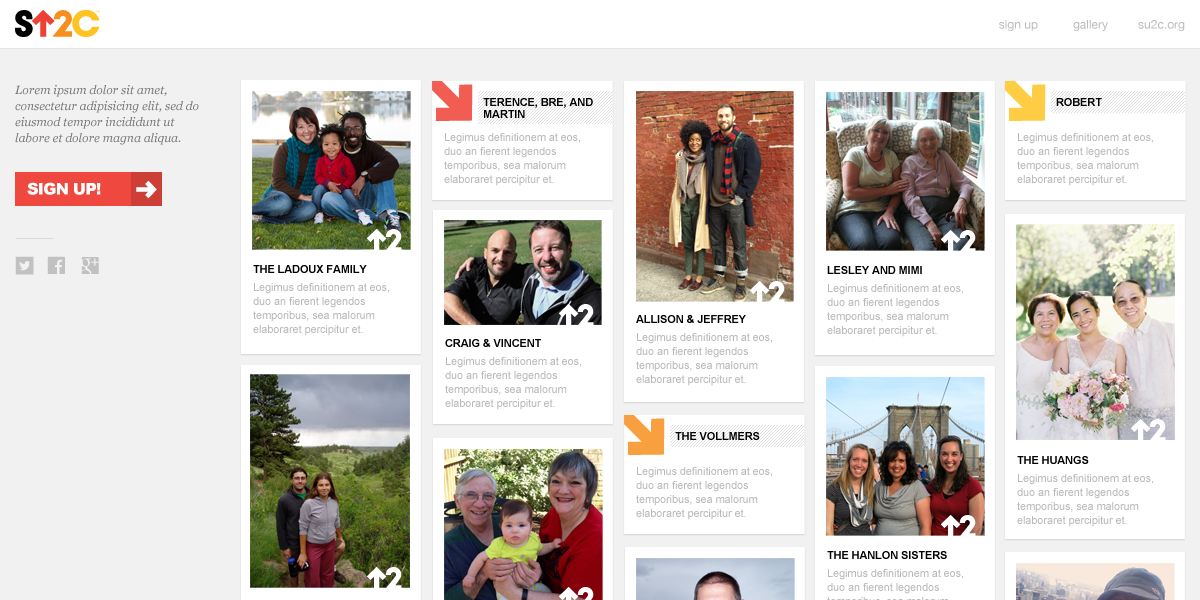 S↑2C
sign up
gallery
su2c.org
Lorem ipsum dolor sit amet,
consectetur adipisicing elit, sed do
eiusmod tempor incididunt ut
labore et dolore magna aliqua.
SIGN UP!
↑2
THE LADOUX FAMILY
Legimus definitionem at eos,
duo an fierent legendos
temporibus, sea malorum
elaboraret percipitur et.
↑2
TERENCE, BRE, AND
MARTIN
Legimus definitionem at eos,
duo an fierent legendos
temporibus, sea malorum
elaboraret percipitur et.
↑2
CRAIG & VINCENT
Legimus definitionem at eos,
duo an fierent legendos
temporibus, sea malorum
elaboraret percipitur et.
↑2
↑2
ALLISON & JEFFREY
Legimus definitionem at eos,
duo an fierent legendos
temporibus, sea malorum
elaboraret percipitur et.
THE VOLLMERS
Legimus definitionem at eos,
duo an fierent legendos
temporibus, sea malorum
elaboraret percipitur et.
↑2
LESLEY AND MIMI
Legimus definitionem at eos,
duo an fierent legendos
temporibus, sea malorum
elaboraret percipitur et.
↑2
THE HANLON SISTERS
Legimus definitionem at eos,
duo an fierent legendos
temporibus, sea malorum
ROBERT
Legimus definitionem at eos,
duo an fierent legendos
temporibus, sea malorum
elaboraret percipitur et.
↑2
THE HUANGS
Legimus definitionem at eos,
duo an fierent legendos
temporibus, sea malorum
elaboraret percipitur et.